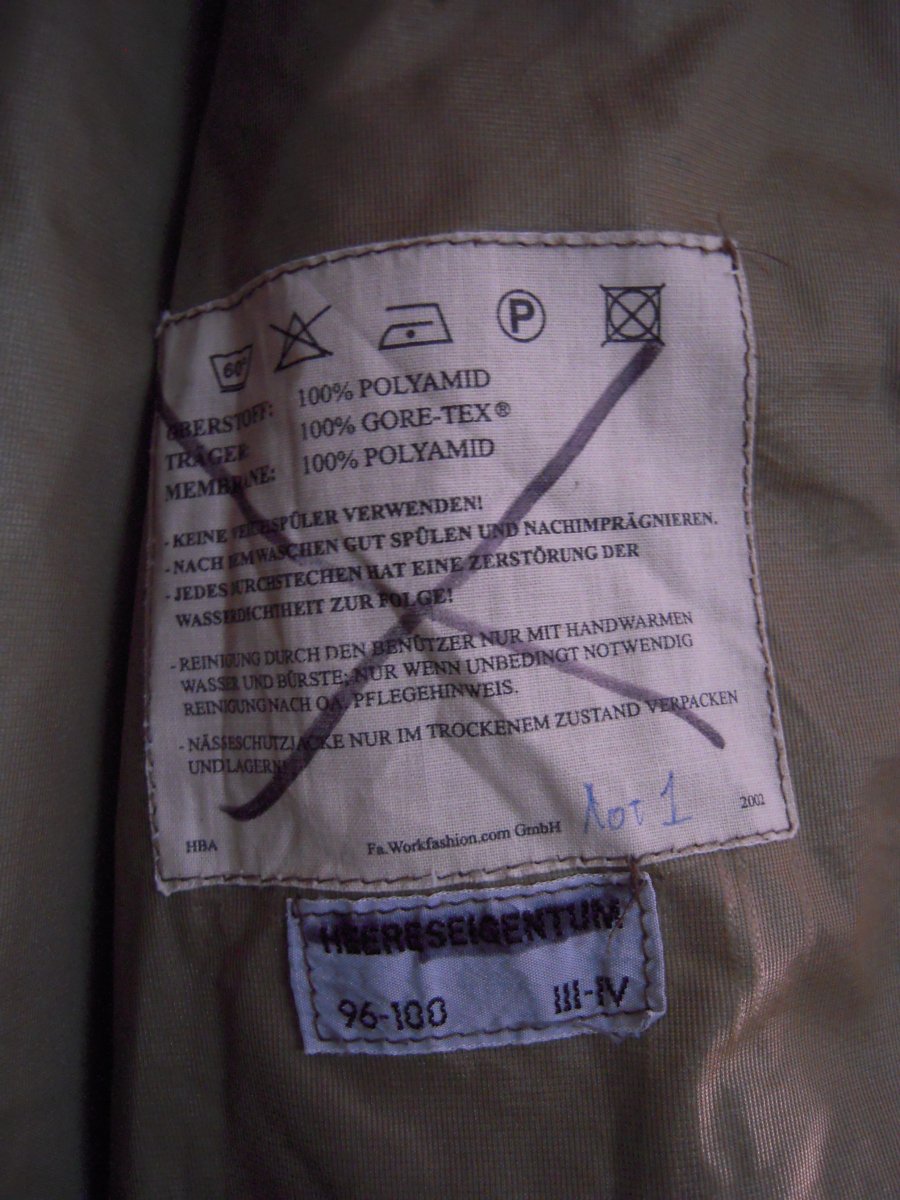 60°
P
OBERSTOFF: 100% POLYAMID
TRÄGER: 100% GORE-TEX®
MEMBRANE: 100% POLYAMID
- KEINE WEICHSPÜLER VERWENDEN!
- NACH DEM WASCHEN GUT SPÜLEN UND NACHIMPRÄGNIEREN.
- JEDES DURCHSTECHEN HAT EINE ZERSTÖRUNG DER
WASSERDICHTHEIT ZUR FOLGE!
- REINIGUNG DURCH DEN BENÜTZER NUR MIT HANDWARMEN
WASSER UND BÜRSTE; NUR WENN UNBEDINGT NOTWENDIG
REINIGUNG NACH OA. PFLEGEHINWEIS.
- NÄSSESCHUTZJACKE NUR IM TROCKENEM ZUSTAND VERPACKEN
UND LAGERN!
HBA Fa.Workfashion.com GmbH 2002
HEERESEIGENTUM
96-100 III-IV